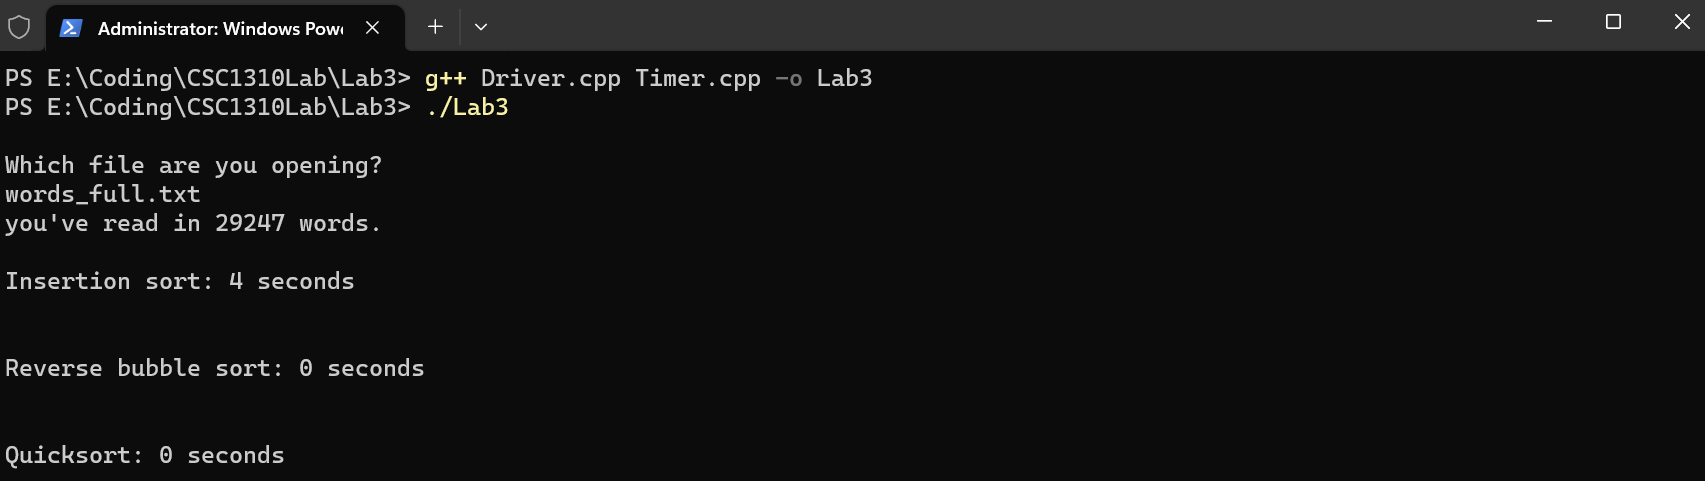 Administrator: Windows Pow
PS E:\Coding\CSC1310Lab\Lab3> g++ Driver.cpp Timer.cpp -o Lab3
PS E:\Coding\CSC1310Lab\Lab3> ./Lab3
Which file are you opening?
words_full.txt
you've read in 29247 words.
Insertion sort: 4 seconds
Reverse bubble sort: 0 seconds
Quicksort: 0 seconds